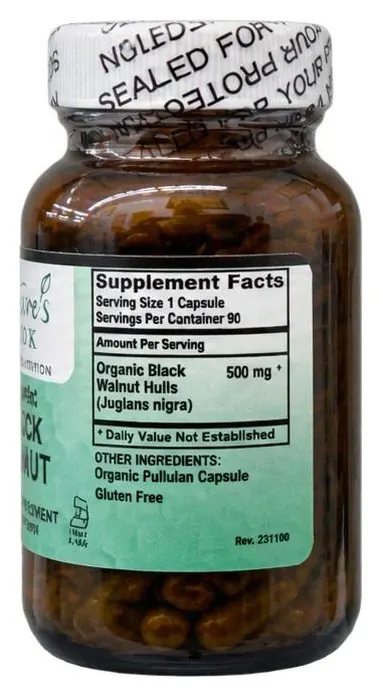 SEALED FOR
YOUR PROTECTION
Supplement Facts
Serving Size 1 Capsule
Servings Per Container 90
Amount Per Serving
Organic Black 500 mg +
Walnut Hulls
(Juglans nigra)
+ Daily Value Not Established
OTHER INGREDIENTS:
Organic Pullulan Capsule
Gluten Free
Rev. 231100